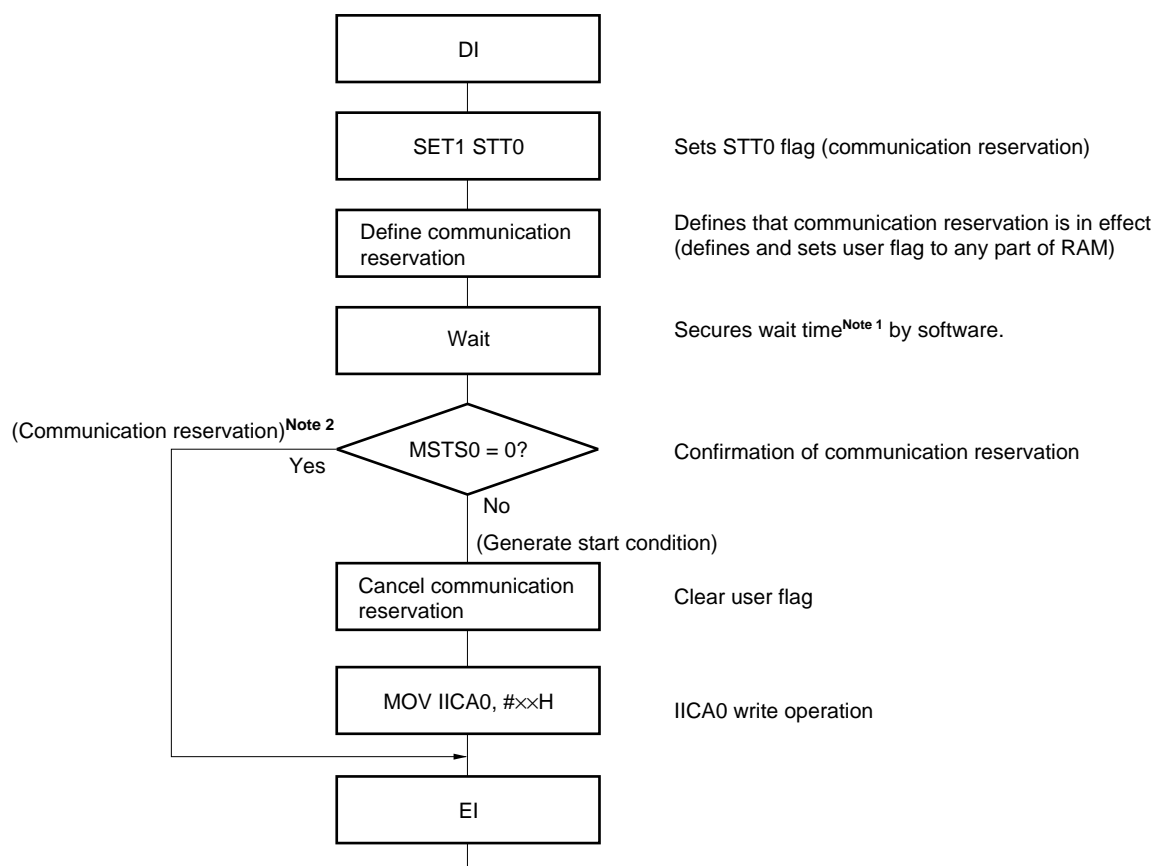 DI
SET1 STT0
Sets STT0 flag (communication reservation)
Define communication
reservation
Defines that communication reservation is in effect
(defines and sets user flag to any part of RAM)
Wait
Secures wait timeNote 1 by software.
(Communication reservation)Note 2
Yes
MSTS0 = 0?
Confirmation of communication reservation
No
(Generate start condition)
Cancel communication
reservation
Clear user flag
MOV IICA0, #××H
IICA0 write operation
EI